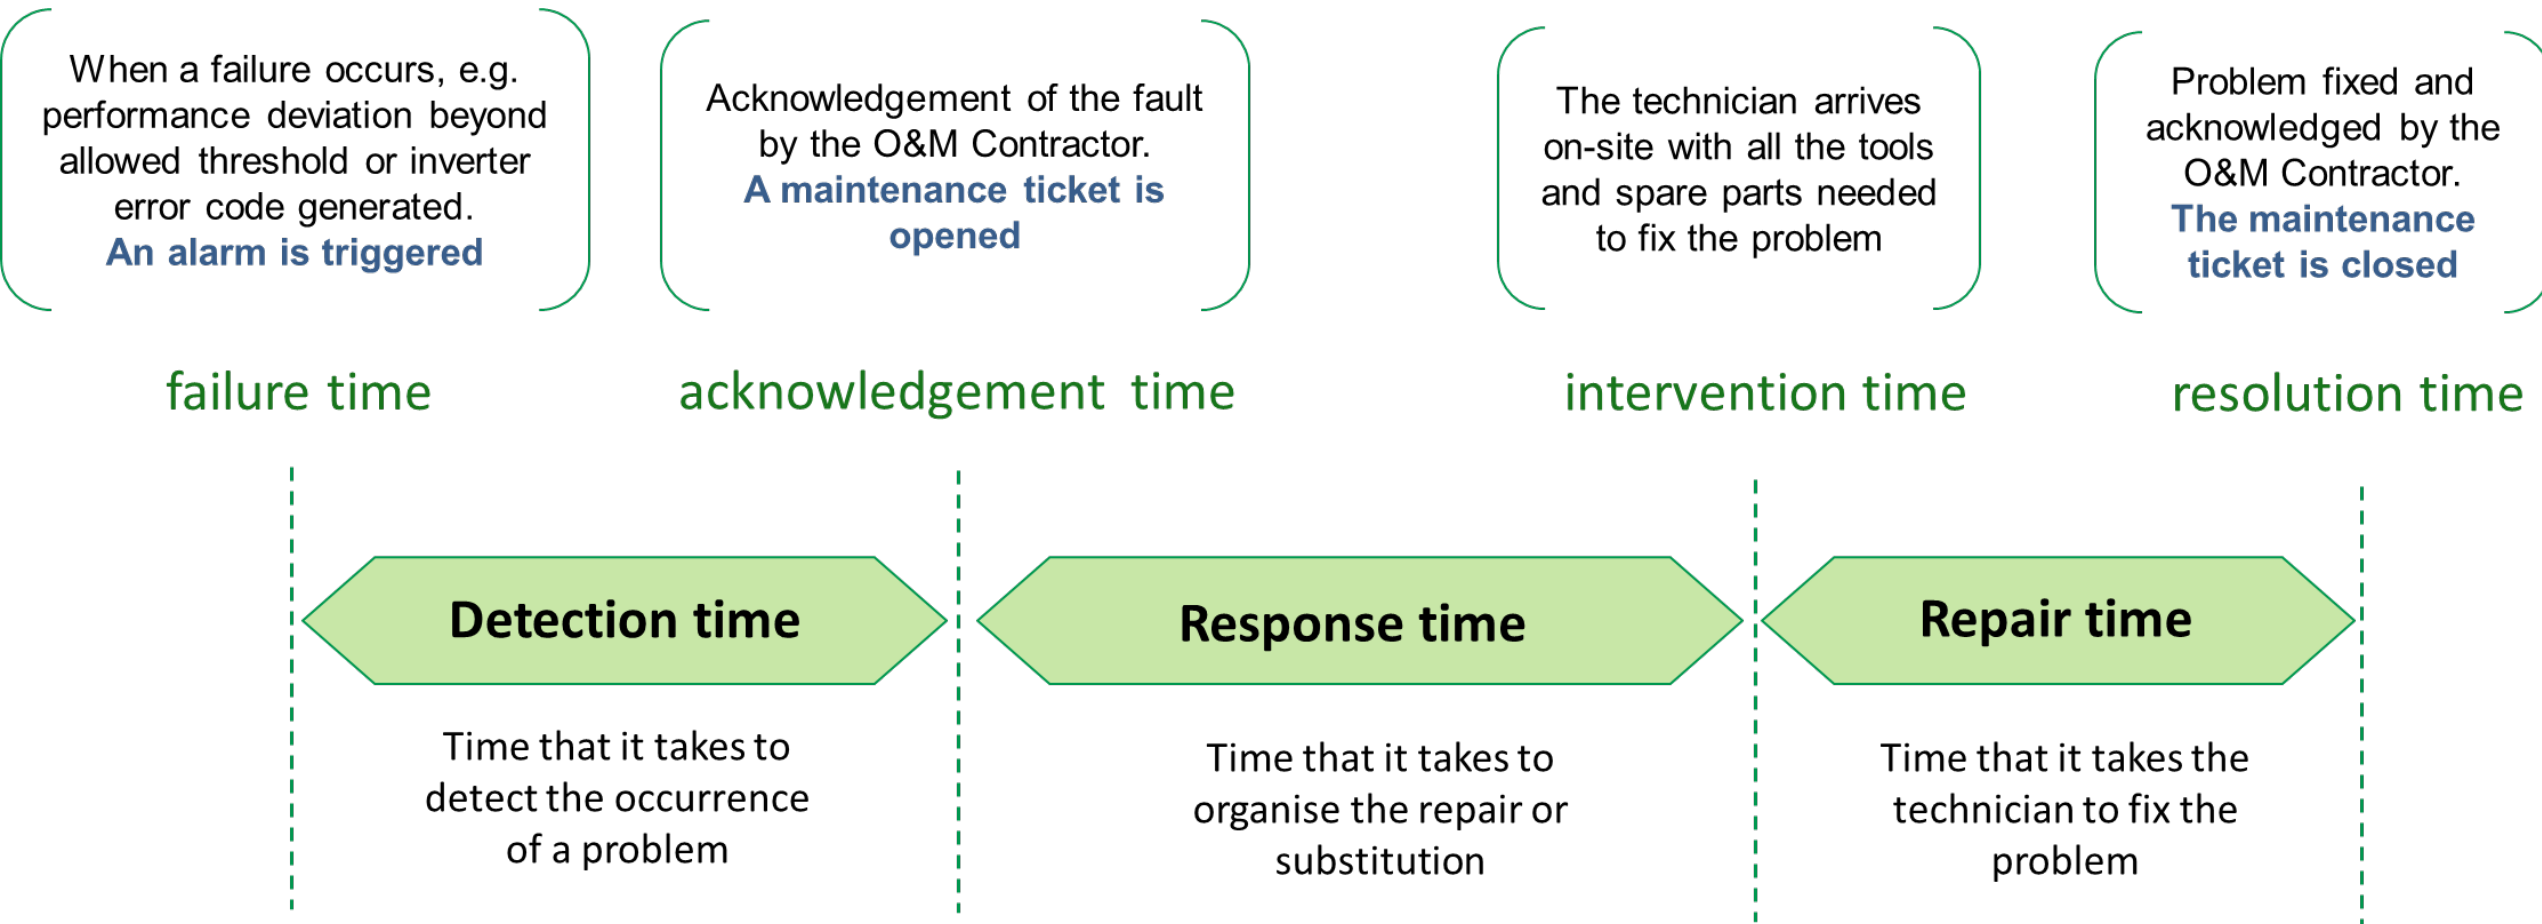 When a failure occurs, e.g.
performance deviation beyond
allowed threshold or inverter
error code generated.
An alarm is triggered
Acknowledgement of the fault
by the O&M Contractor.
A maintenance ticket is
opened
The technician arrives
on-site with all the tools
and spare parts needed
to fix the problem
Problem fixed and
acknowledged by the
O&M Contractor.
The maintenance
ticket is closed
failure time
acknowledgement time
intervention time
resolution time
Detection time
Response time
Repair time
Time that it takes to
detect the occurrence
of a problem
Time that it takes to
organise the repair or
substitution
Time that it takes the
technician to fix the
problem